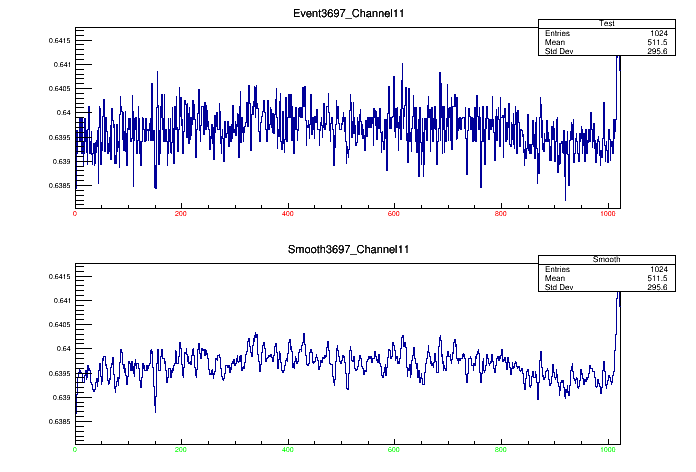 Event3697_Channel11
Test
Entries 1024
Mean 511.5
Std Dev 295.6
0.6415
0.641
0.6405
0.64
0.6395
0.639
0.6385
0 200 400 600 800 1000
Smooth3697_Channel11
Smooth
Entries 1024
Mean 511.5
Std Dev 295.6
0.6415
0.641
0.6405
0.64
0.6395
0.639
0.6385
0 200 400 600 800 1000